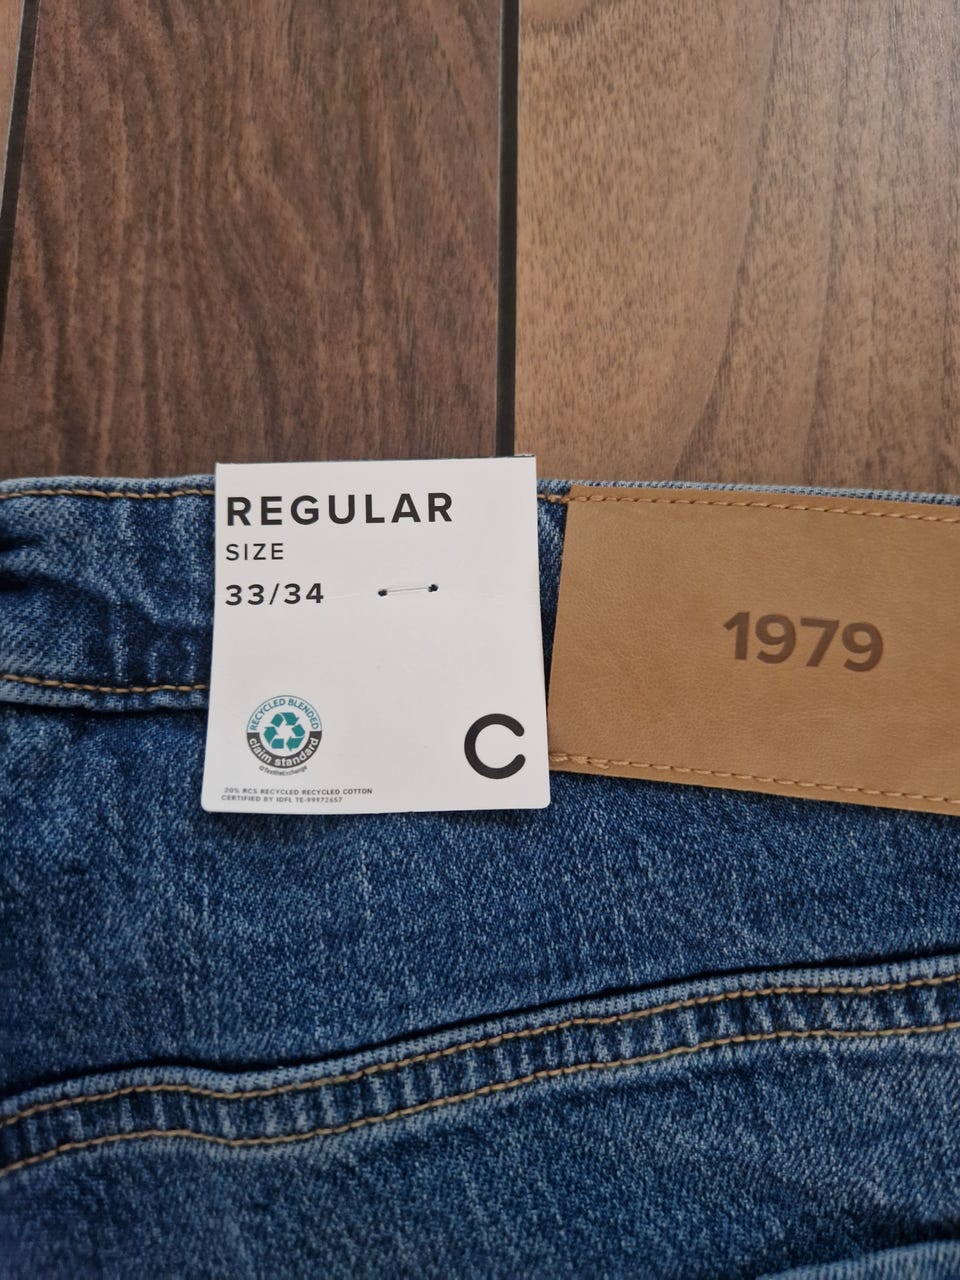 REGULAR
SIZE
33/34
RECYCLED BLENDED
claim standard
©TextileExchange
C
20% RCS RECYCLED RECYCLED COTTON
CERTIFIED BY IDFL TE-99972657
1979